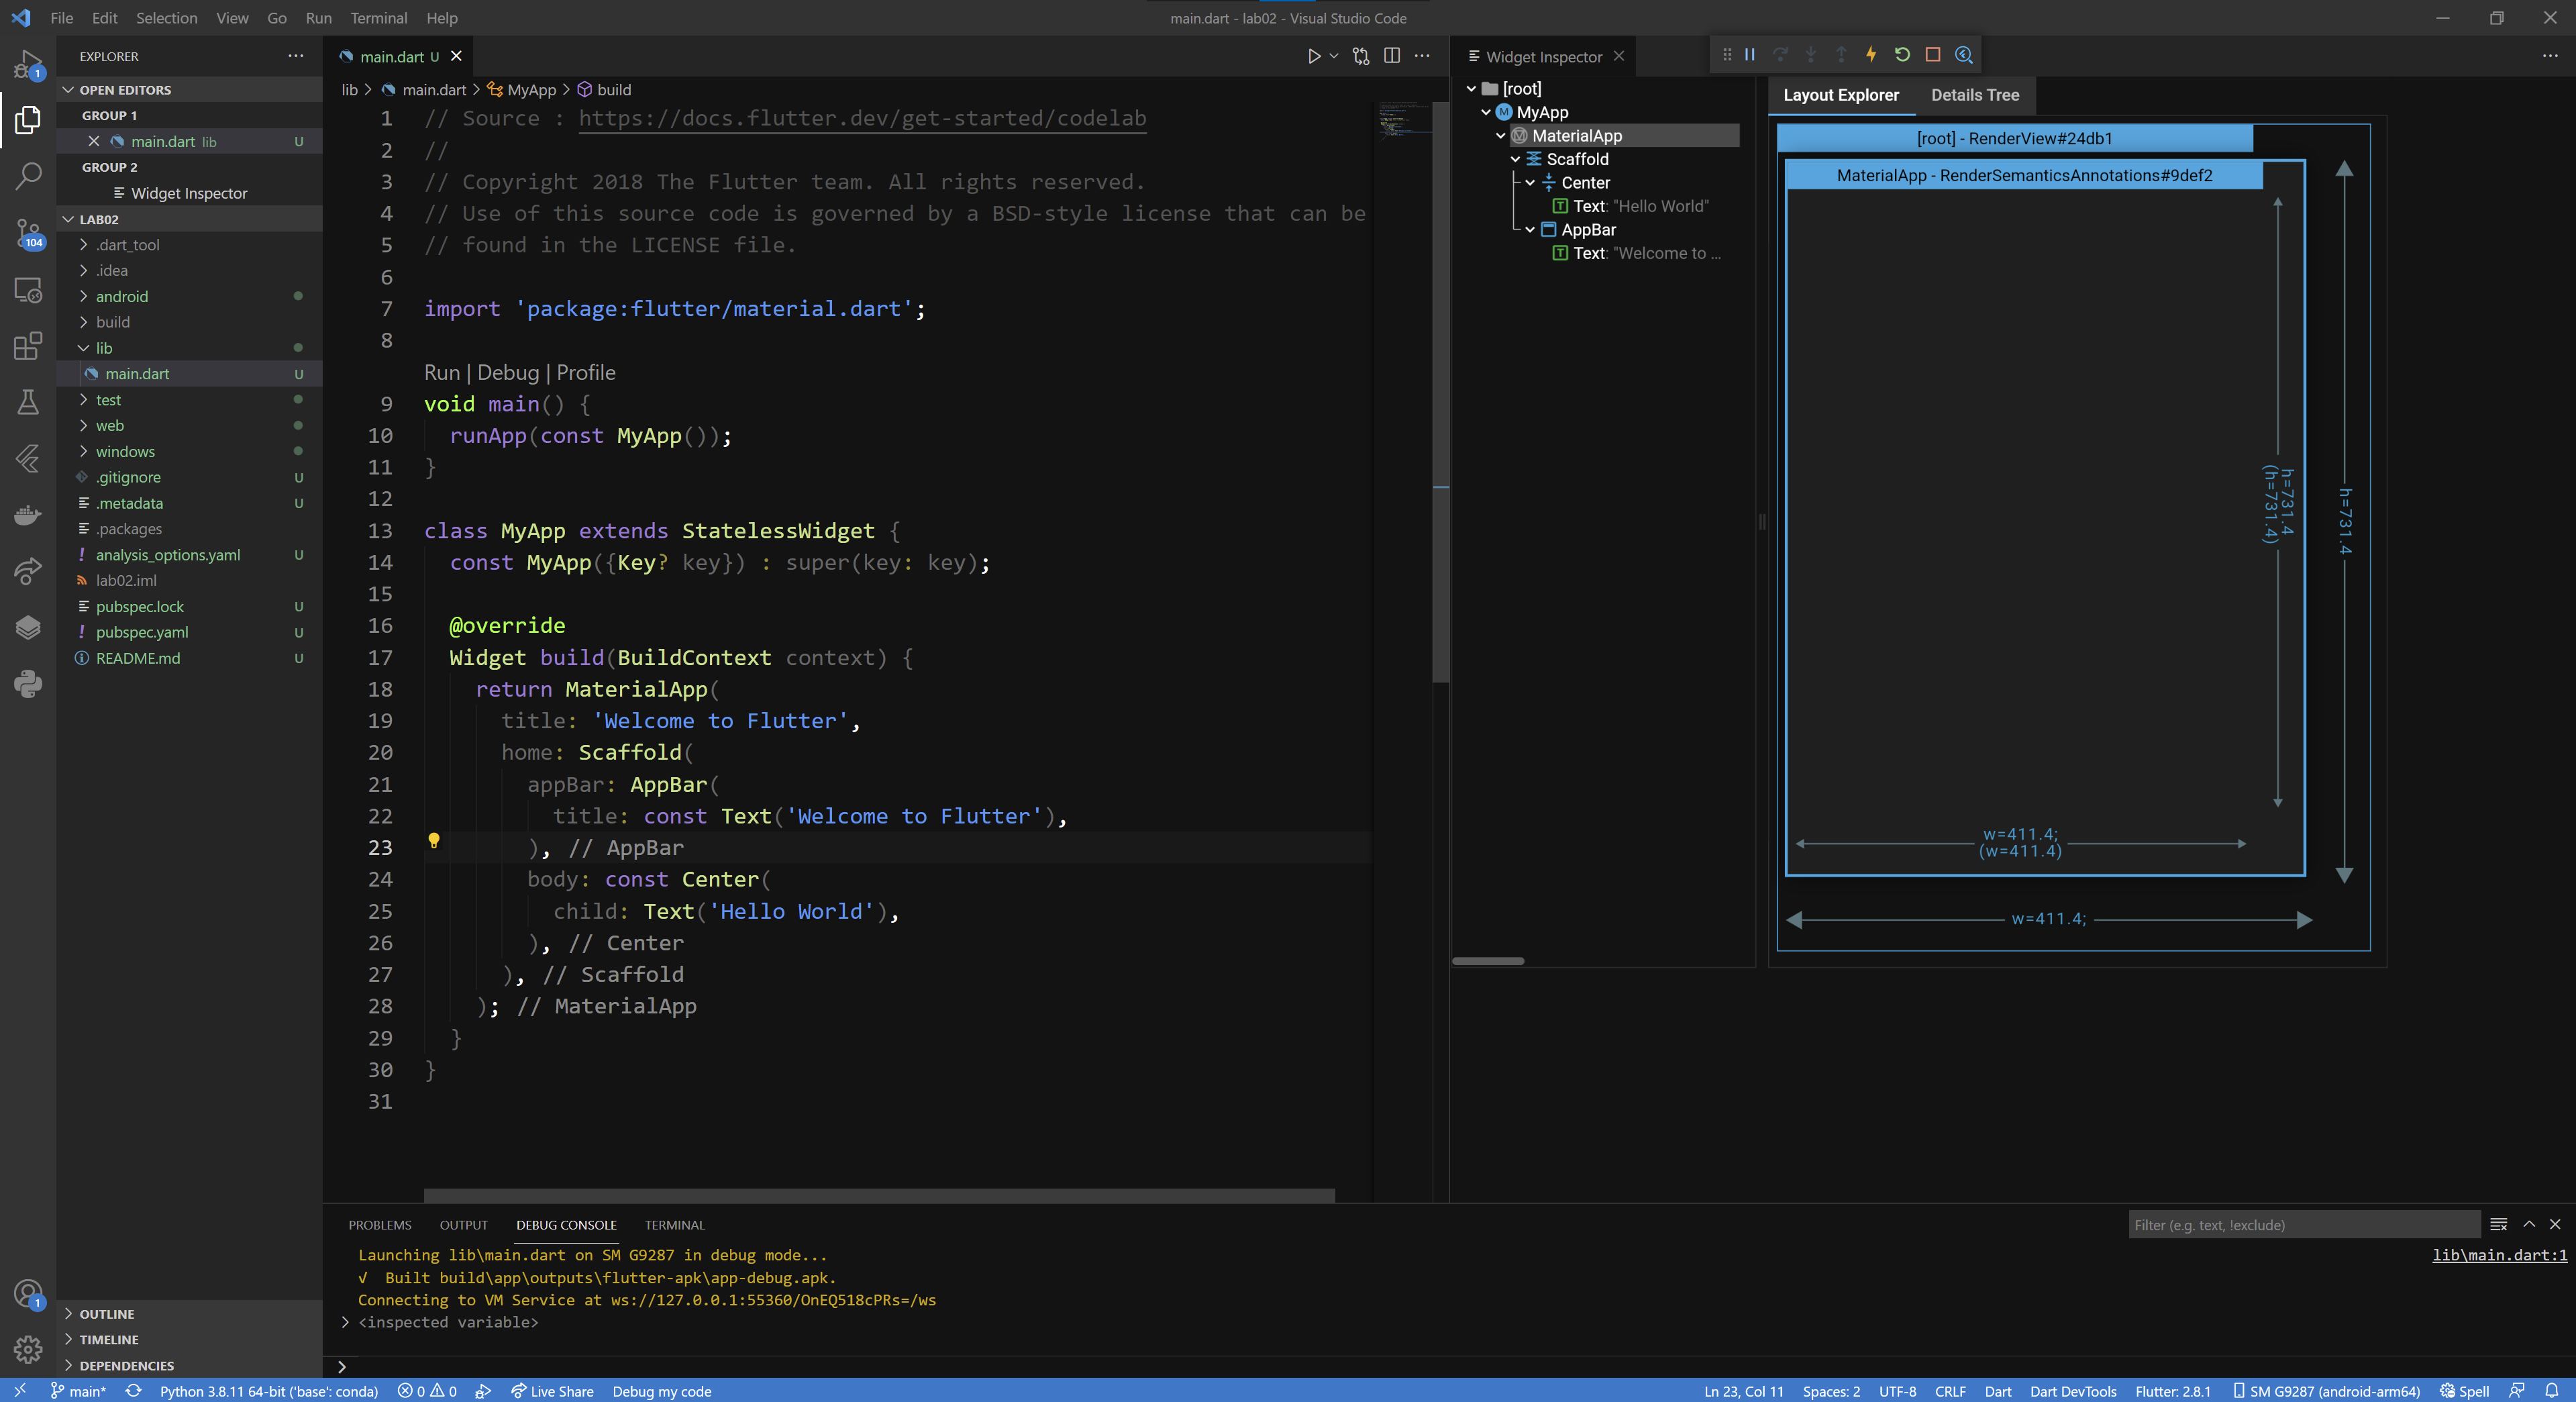 File Edit Selection View Go Run Terminal Help
main.dart - lab02 - Visual Studio Code
EXPLORER
OPEN EDITORS
GROUP 1
main.dart lib U
GROUP 2
Widget Inspector
LAB02
.dart_tool
.idea
android
build
lib
main.dart U
test
web
windows
.gitignore U
.metadata U
.packages
analysis_options.yaml U
lab02.iml
pubspec.lock U
pubspec.yaml U
README.md U
OUTLINE
TIMELINE
DEPENDENCIES
1
104
1
main.dart U
lib > main.dart > MyApp > build
1 // Source : https://docs.flutter.dev/get-started/codelab
2 //
3 // Copyright 2018 The Flutter team. All rights reserved.
4 // Use of this source code is governed by a BSD-style license that can be
5 // found in the LICENSE file.
6
7 import 'package:flutter/material.dart';
8
Run | Debug | Profile
9 void main() {
10 runApp(const MyApp());
11 }
12
13 class MyApp extends StatelessWidget {
14 const MyApp({Key? key}) : super(key: key);
15
16 @override
17 Widget build(BuildContext context) {
18 return MaterialApp(
19 title: 'Welcome to Flutter',
20 home: Scaffold(
21 appBar: AppBar(
22 title: const Text('Welcome to Flutter'),
23 ), // AppBar
24 body: const Center(
25 child: Text('Hello World'),
26 ), // Center
27 ), // Scaffold
28 ); // MaterialApp
29 }
30 }
31
Widget Inspector
[root]
M MyApp
MaterialApp
Scaffold
Center
T Text: "Hello World"
AppBar
T Text: "Welcome to ...
Layout Explorer Details Tree
[root] - RenderView#24db1
MaterialApp - RenderSemanticsAnnotations#9def2
h=731.4
(h=731.4)
h=731.4
w=411.4;
(w=411.4)
w=411.4;
PROBLEMS OUTPUT DEBUG CONSOLE TERMINAL
Filter (e.g. text, !exclude)
Launching lib\main.dart on SM G9287 in debug mode...
lib\main.dart:1
√ Built build\app\outputs\flutter-apk\app-debug.apk.
Connecting to VM Service at ws://127.0.0.1:55360/OnEQ518cPRs=/ws
> <inspected variable>
>
main* Python 3.8.11 64-bit ('base': conda) 0 0 Live Share Debug my code
Ln 23, Col 11 Spaces: 2 UTF-8 CRLF Dart Dart DevTools Flutter: 2.8.1 SM G9287 (android-arm64) Spell